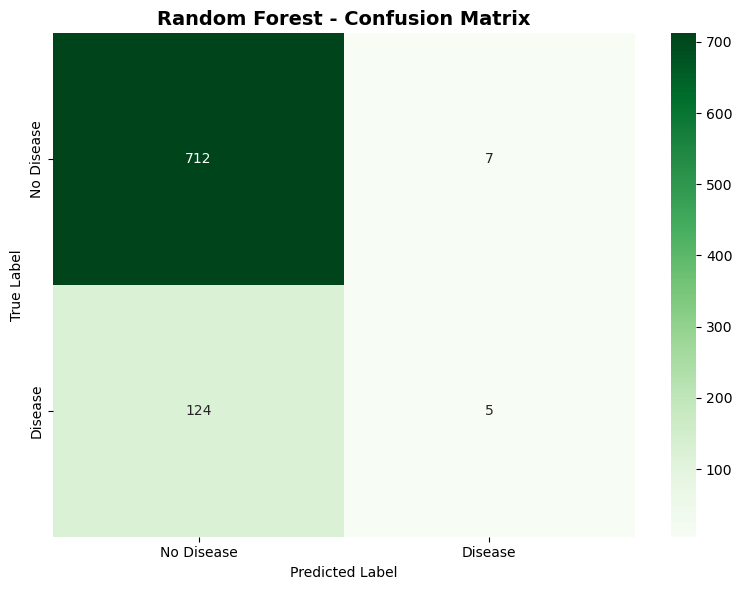 Random Forest - Confusion Matrix
True Label
No Disease
Disease
712
7
124
5
No Disease
Disease
Predicted Label
700
600
500
400
300
200
100